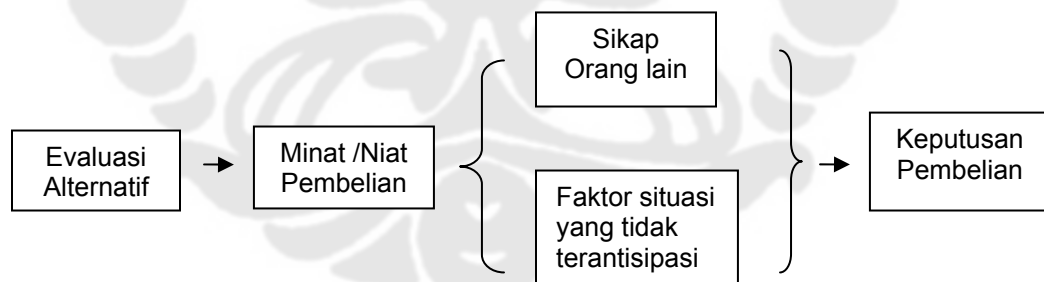 Evaluasi
Alternatif
Minat /Niat
Pembelian
Sikap
Orang lain
Faktor situasi
yang tidak
terantisipasi
Keputusan
Pembelian